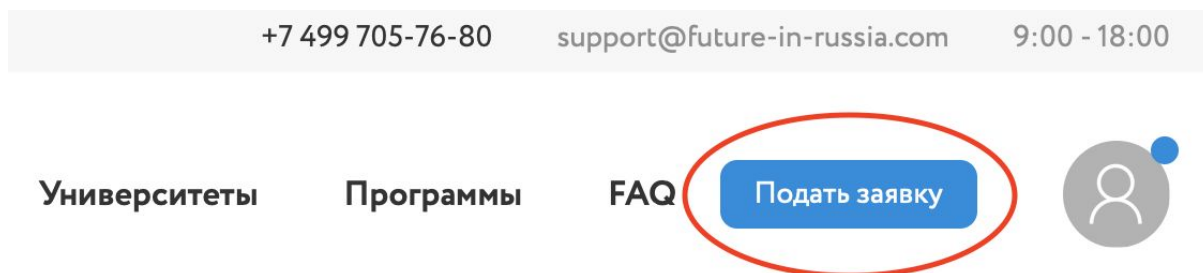 +7 499 705-76-80 support@future-in-russia.com 9:00 - 18:00
Университеты Программы FAQ Подать заявку